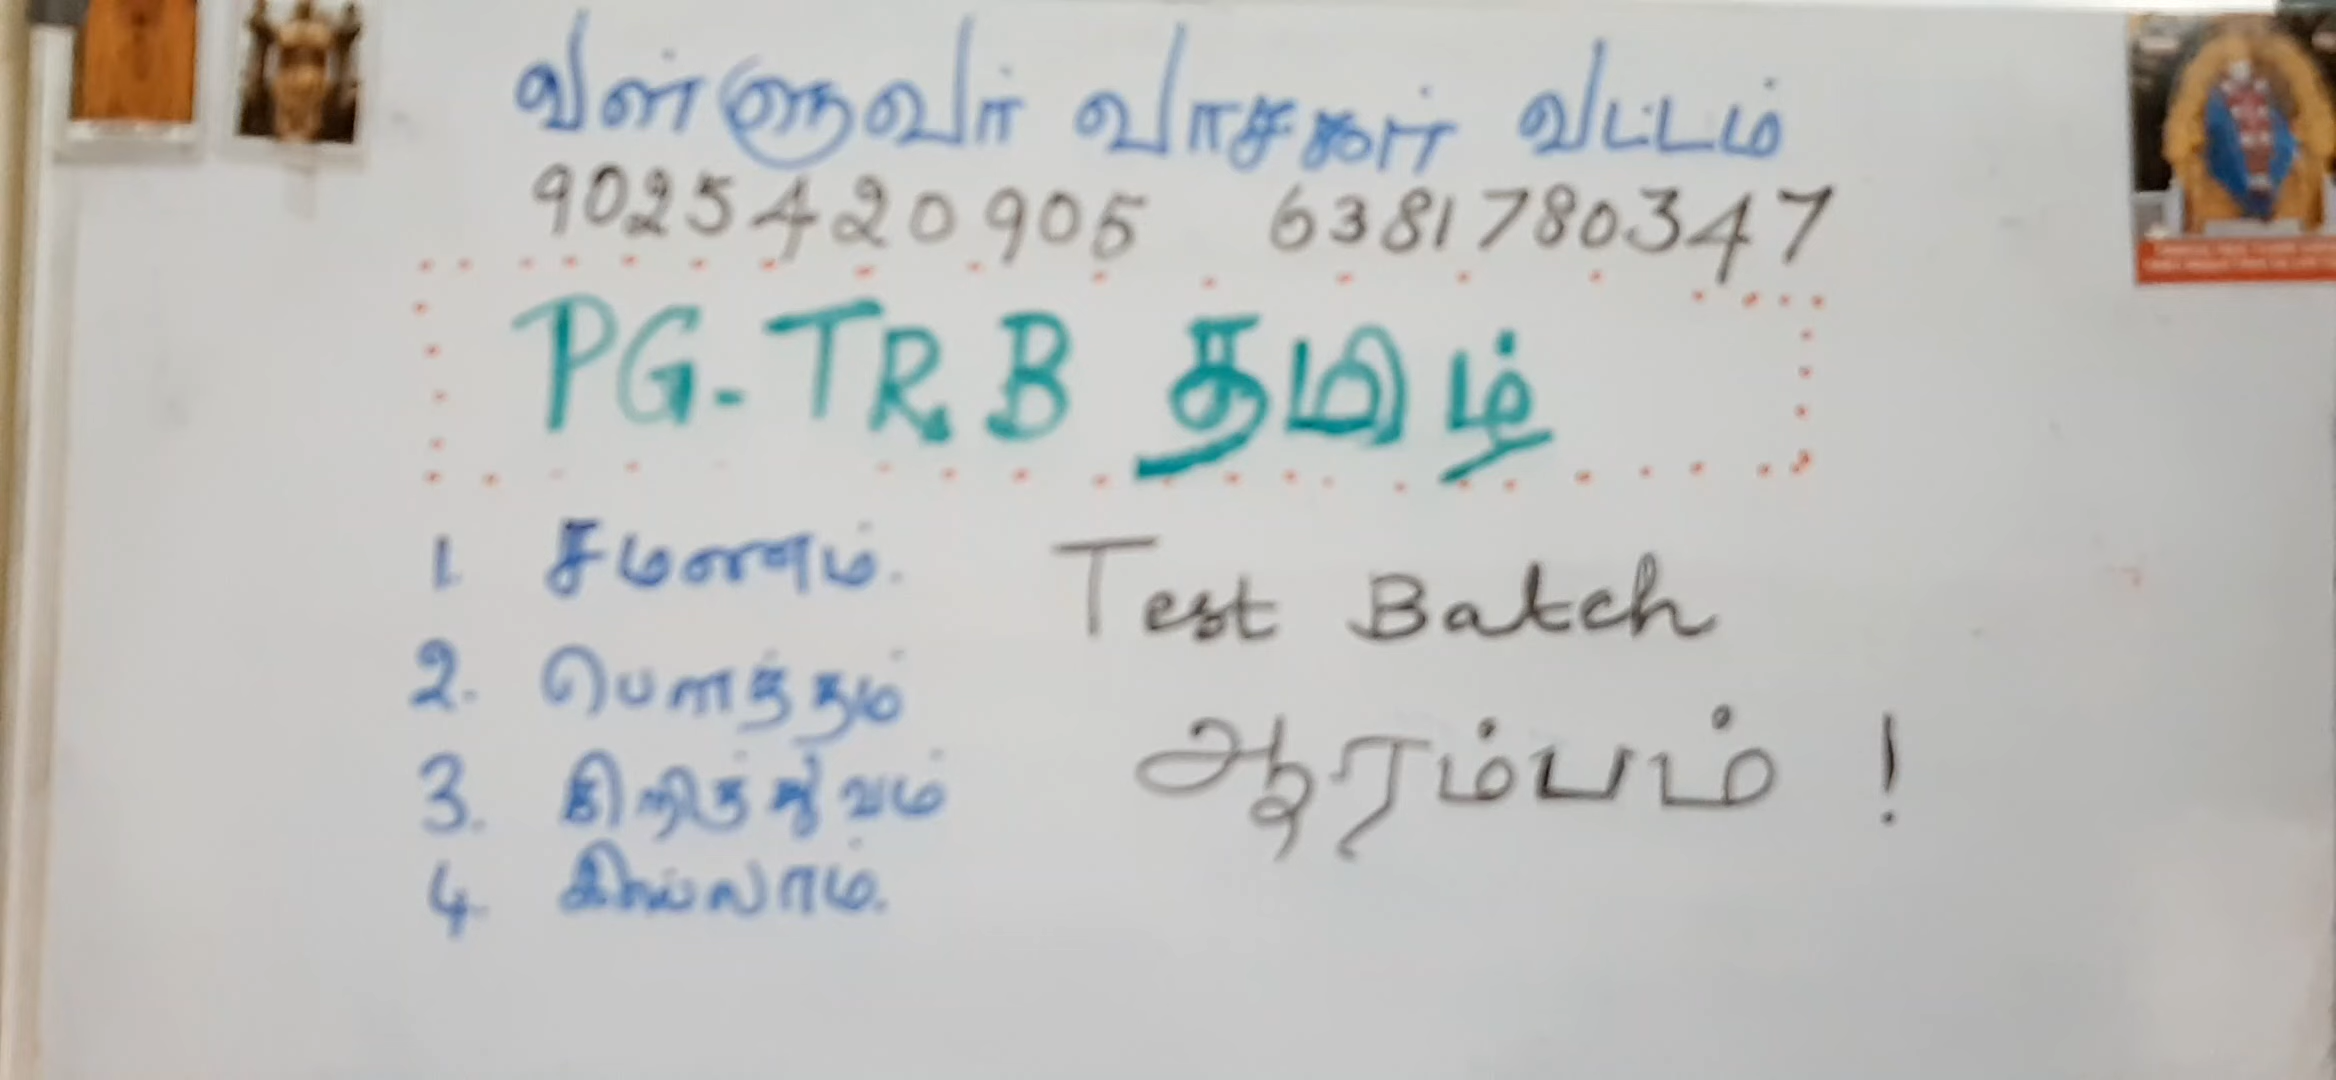 வள்ளுவர் வாசகர் வட்டம்
9025420905 6381780347
PG-TRB தமிழ்
1. சமணம். Test Batch
2. பௌத்தம்
ஆரம்பம் !
3. கிறித்துவம்
4. இஸ்லாம்.